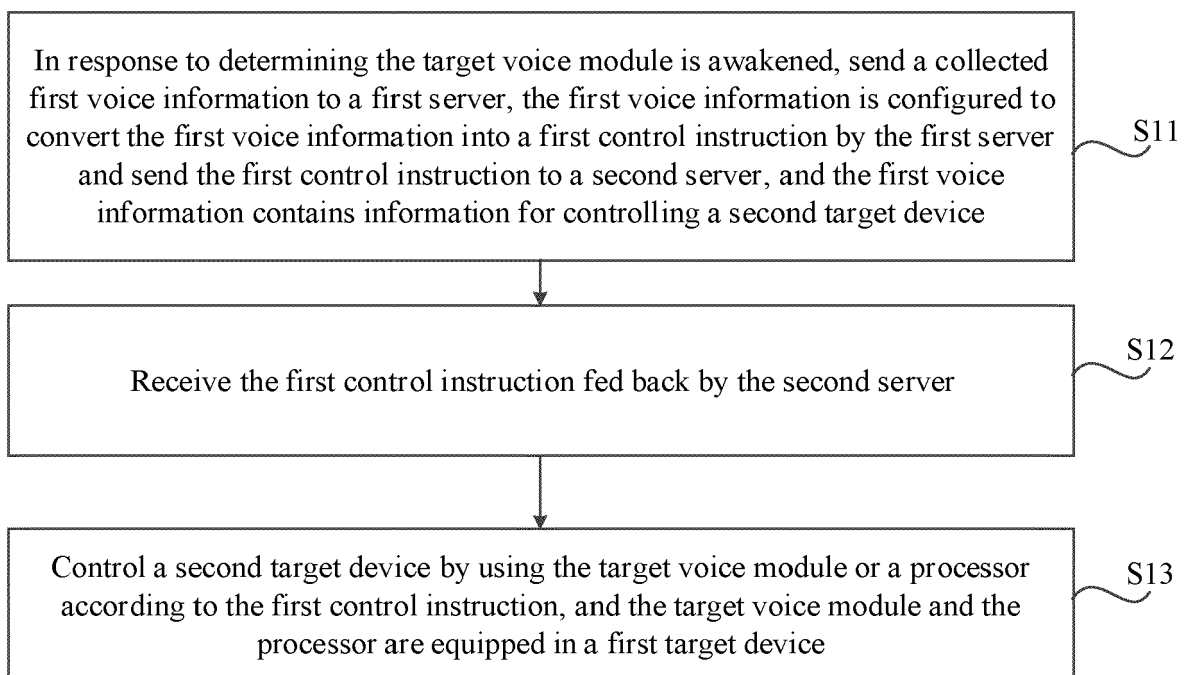 In response to determining the target voice module is awakened, send a collected
first voice information to a first server, the first voice information is configured to
convert the first voice information into a first control instruction by the first server
and send the first control instruction to a second server, and the first voice
information contains information for controlling a second target device
S11
Receive the first control instruction fed back by the second server
S12
Control a second target device by using the target voice module or a processor
according to the first control instruction, and the target voice module and the
processor are equipped in a first target device
S13